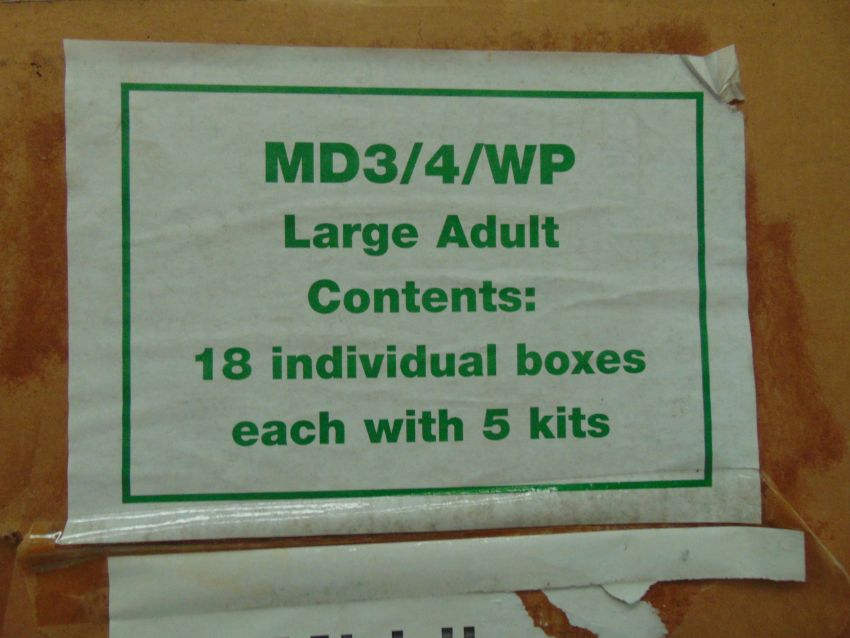 MD3/4/WP
Large Adult
Contents:
18 individual boxes
each with 5 kits